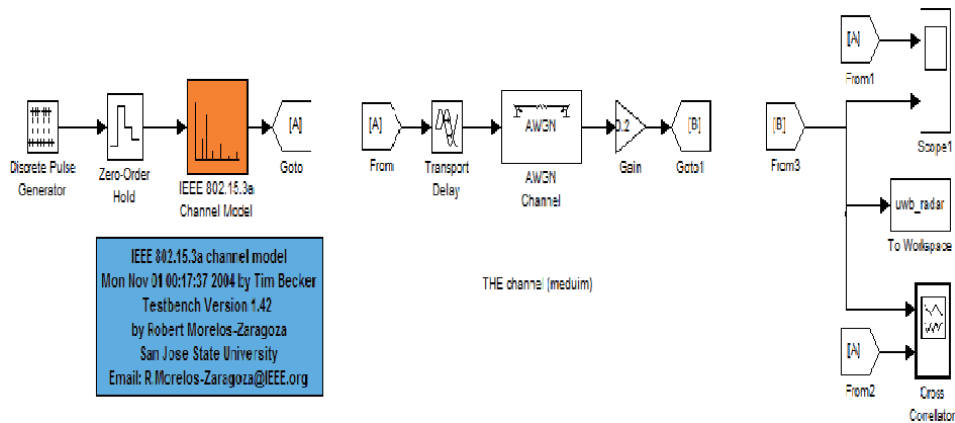 [A]
From1
Scope1
Discrete Pulse
Generator
Zero-Order
Hold
IEEE 802.15.3a
Channel Model
[A]
Goto
[A]
From
Transport
Delay
AWGN
AWGN
Channel
0.2
Gain
[B]
Goto1
[B]
From3
uwb_radar
To Workspace
IEEE 802.15.3a channel model
Mon Nov 01 00:17:37 2004 by Tim Becker
Testbench Version 1.42
by Robert Morelos-Zaragoza
San Jose State University
Email: R.Morelos-Zaragoza@IEEE.org
THE channel (meduim)
[A]
From2
Cross
Correlator